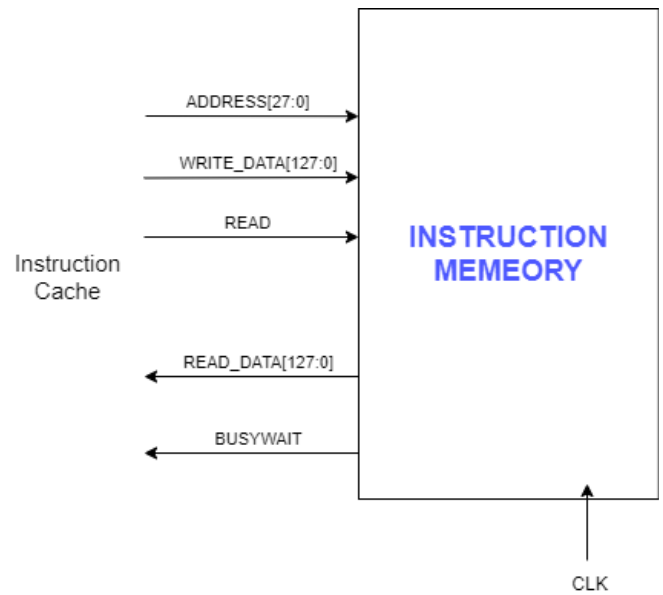 ADDRESS[27:0]
WRITE_DATA[127:0]
READ
Instruction
Cache
INSTRUCTION
MEMEORY
READ_DATA[127:0]
BUSYWAIT
CLK